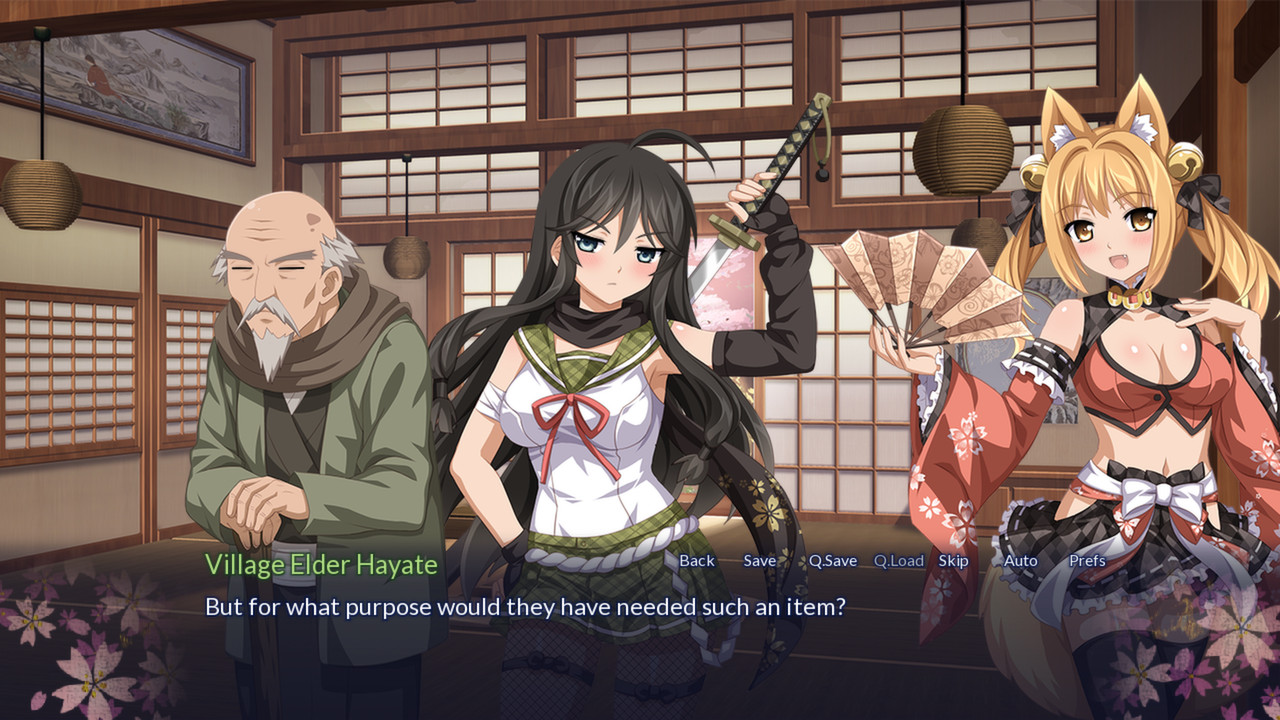 Village Elder Hayate
Back Save Q.Save Q.Load Skip Auto Prefs
But for what purpose would they have needed such an item?